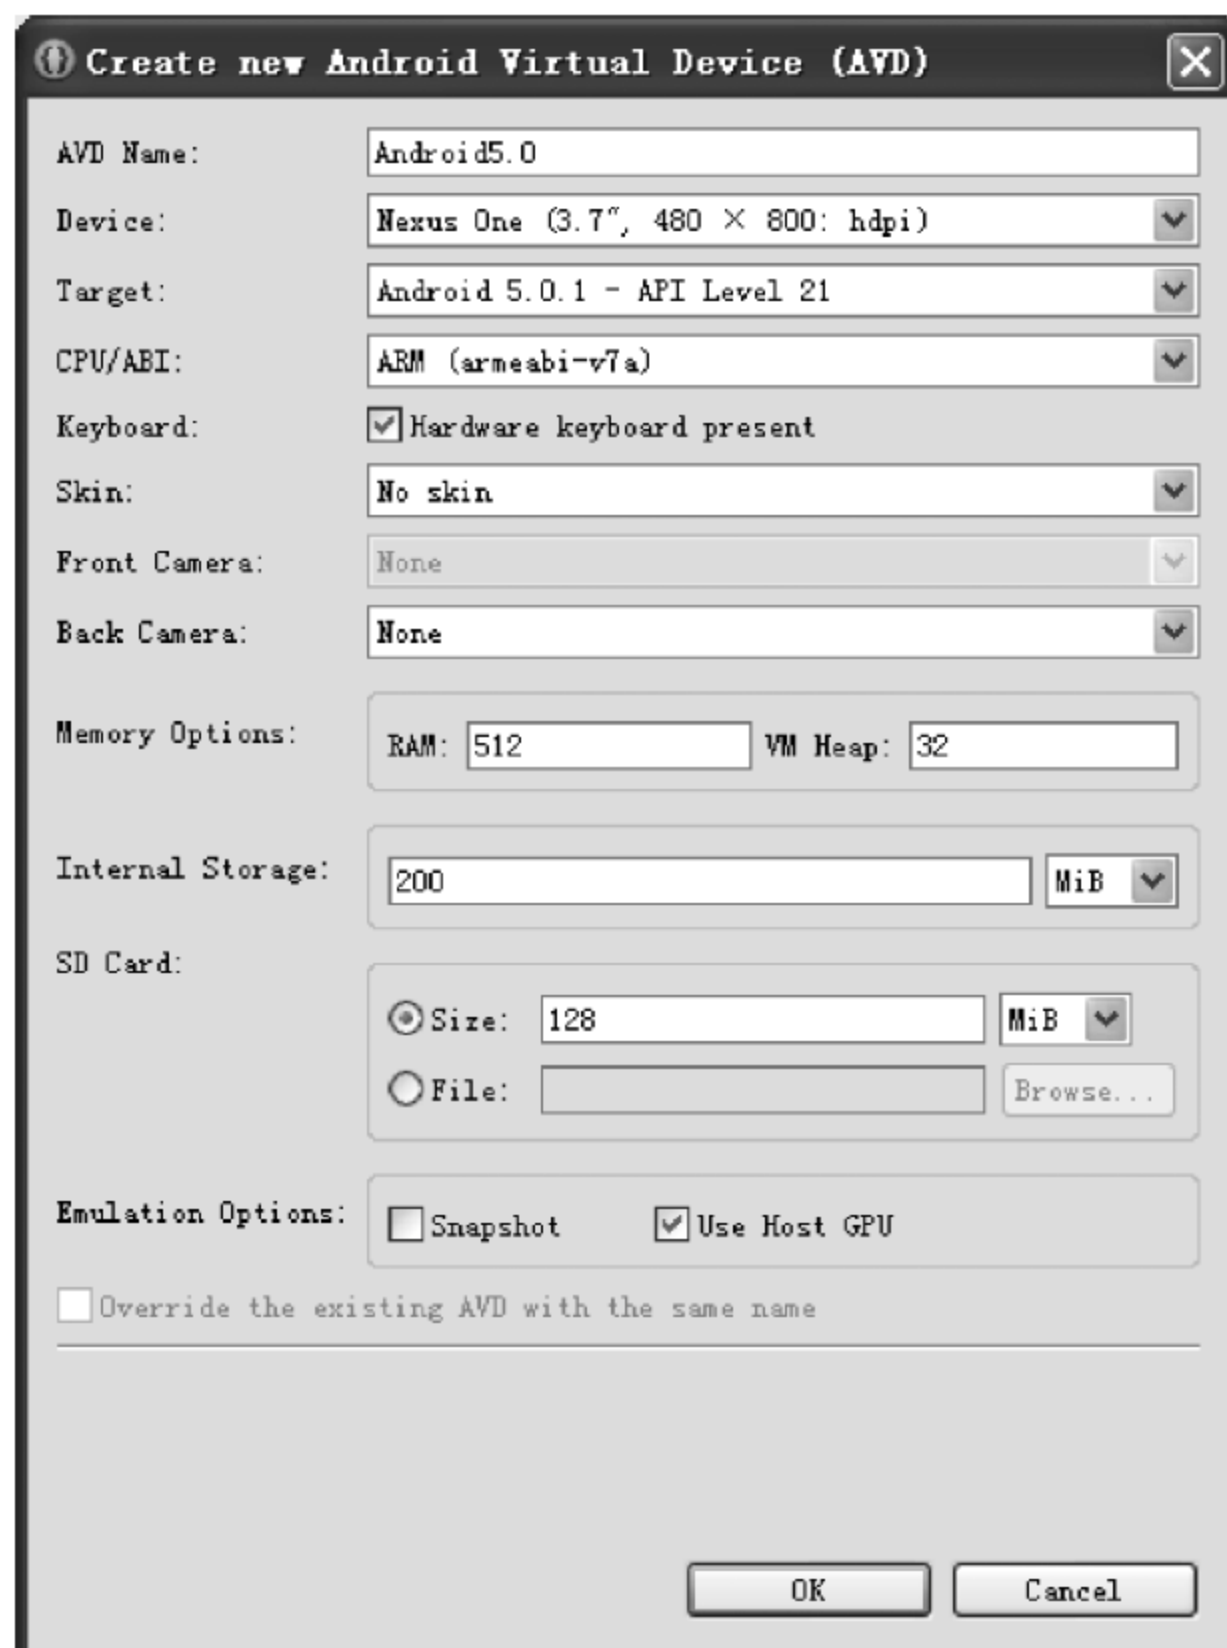 Create new Android Virtual Device (AVD)
AVD Name: Android5.0
Device: Nexus One (3.7″, 480 × 800: hdpi)
Target: Android 5.0.1 - API Level 21
CPU/ABI: ARM (armeabi-v7a)
Keyboard: Hardware keyboard present
Skin: No skin
Front Camera: None
Back Camera: None
Memory Options: RAM: 512 VM Heap: 32
Internal Storage: 200 MiB
SD Card:
Size: 128 MiB
File: Browse...
Emulation Options: Snapshot Use Host GPU
Override the existing AVD with the same name
OK Cancel